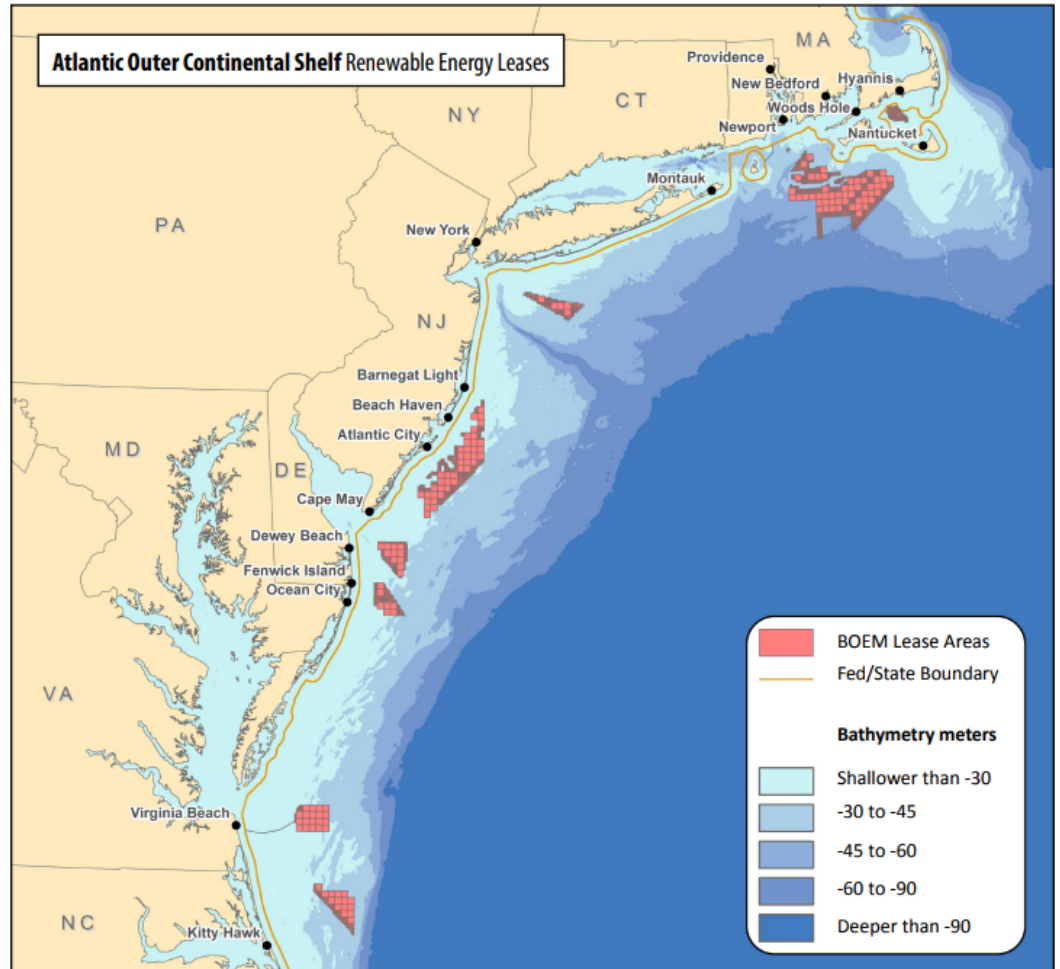 Atlantic Outer Continental Shelf Renewable Energy Leases
MA
Providence
New Bedford
Hyannis
Woods Hole
Newport
Nantucket
CT
NY
Montauk
PA
New York
NJ
Barnegat Light
Beach Haven
Atlantic City
MD
DE
Cape May
Dewey Beach
Fenwick Island
Ocean City
VA
Virginia Beach
NC
Kitty Hawk
BOEM Lease Areas
Fed/State Boundary
Bathymetry meters
Shallower than -30
-30 to -45
-45 to -60
-60 to -90
Deeper than -90